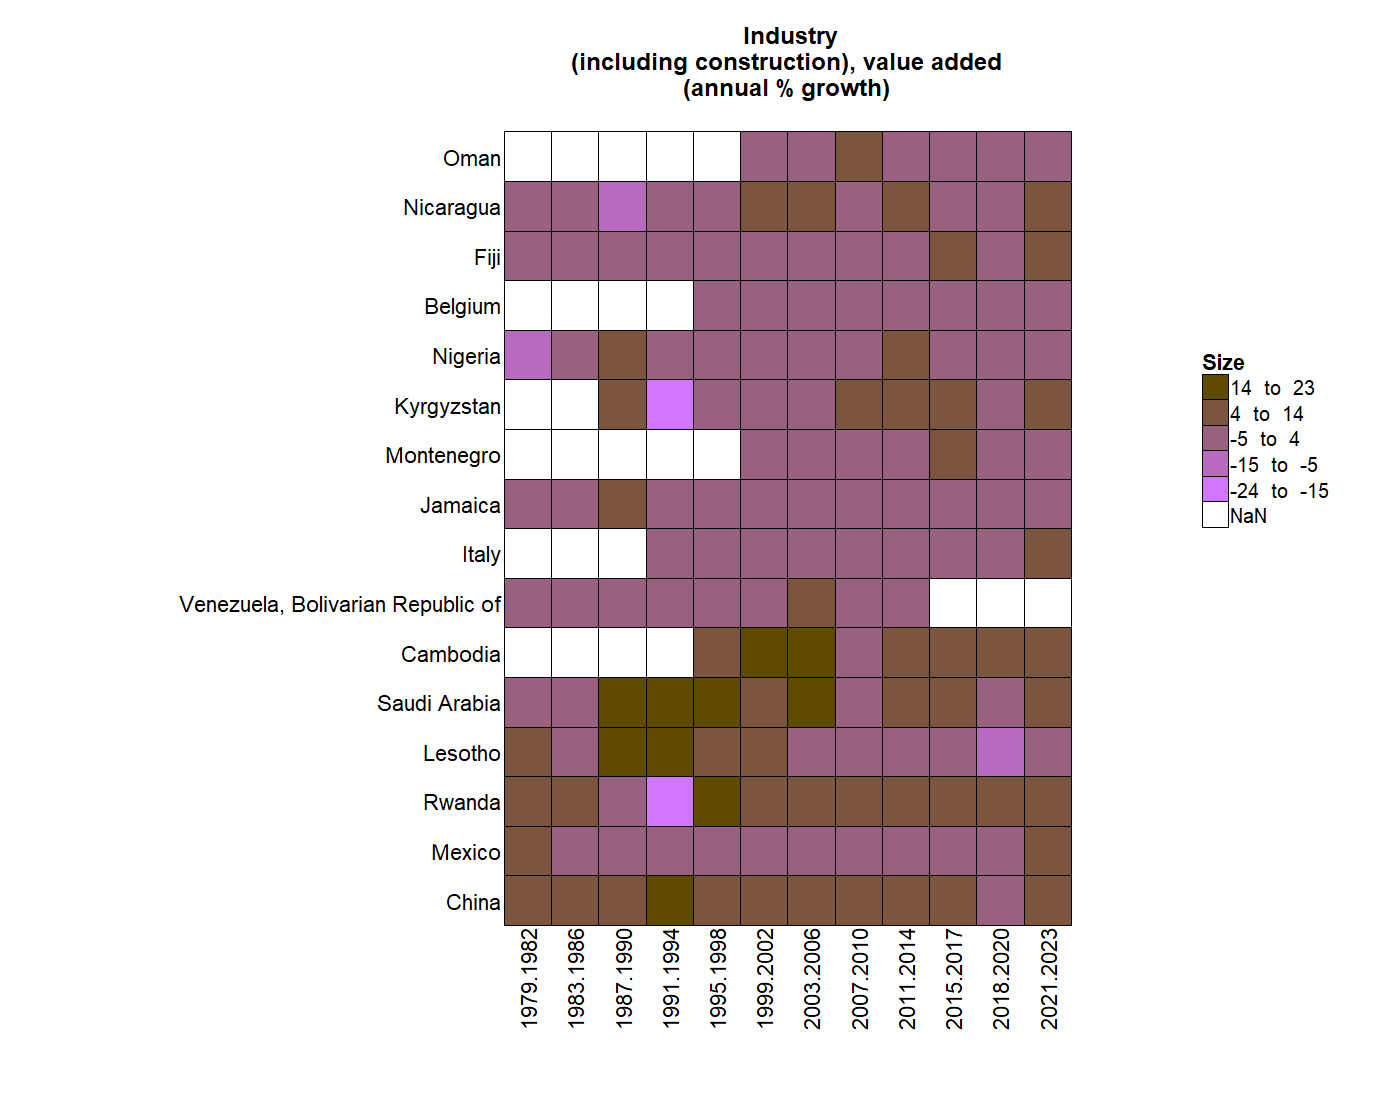 Industry
(including construction), value added
(annual % growth)
Oman
Nicaragua
Fiji
Belgium
Nigeria
Kyrgyzstan
Montenegro
Jamaica
Italy
Venezuela, Bolivarian Republic of
Cambodia
Saudi Arabia
Lesotho
Rwanda
Mexico
China
1979.1982
1983.1986
1987.1990
1991.1994
1995.1998
1999.2002
2003.2006
2007.2010
2011.2014
2015.2017
2018.2020
2021.2023
Size
14 to 23
4 to 14
-5 to 4
-15 to -5
-24 to -15
NaN